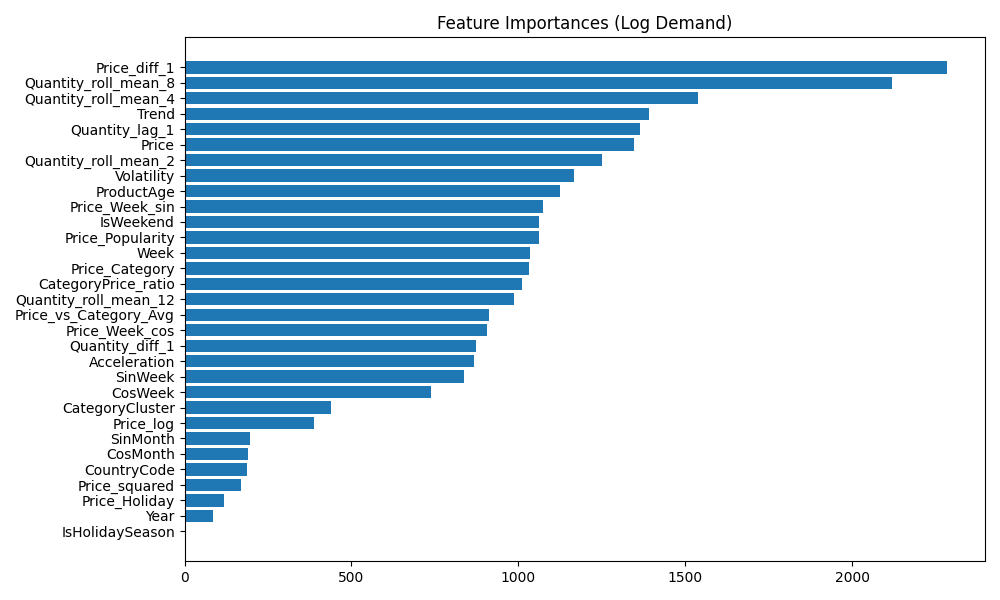 Feature Importances (Log Demand)
Price_diff_1
Quantity_roll_mean_8
Quantity_roll_mean_4
Trend
Quantity_lag_1
Price
Quantity_roll_mean_2
Volatility
ProductAge
Price_Week_sin
IsWeekend
Price_Popularity
Week
Price_Category
CategoryPrice_ratio
Quantity_roll_mean_12
Price_vs_Category_Avg
Price_Week_cos
Quantity_diff_1
Acceleration
SinWeek
CosWeek
CategoryCluster
Price_log
SinMonth
CosMonth
CountryCode
Price_squared
Price_Holiday
Year
IsHolidaySeason
0 500 1000 1500 2000